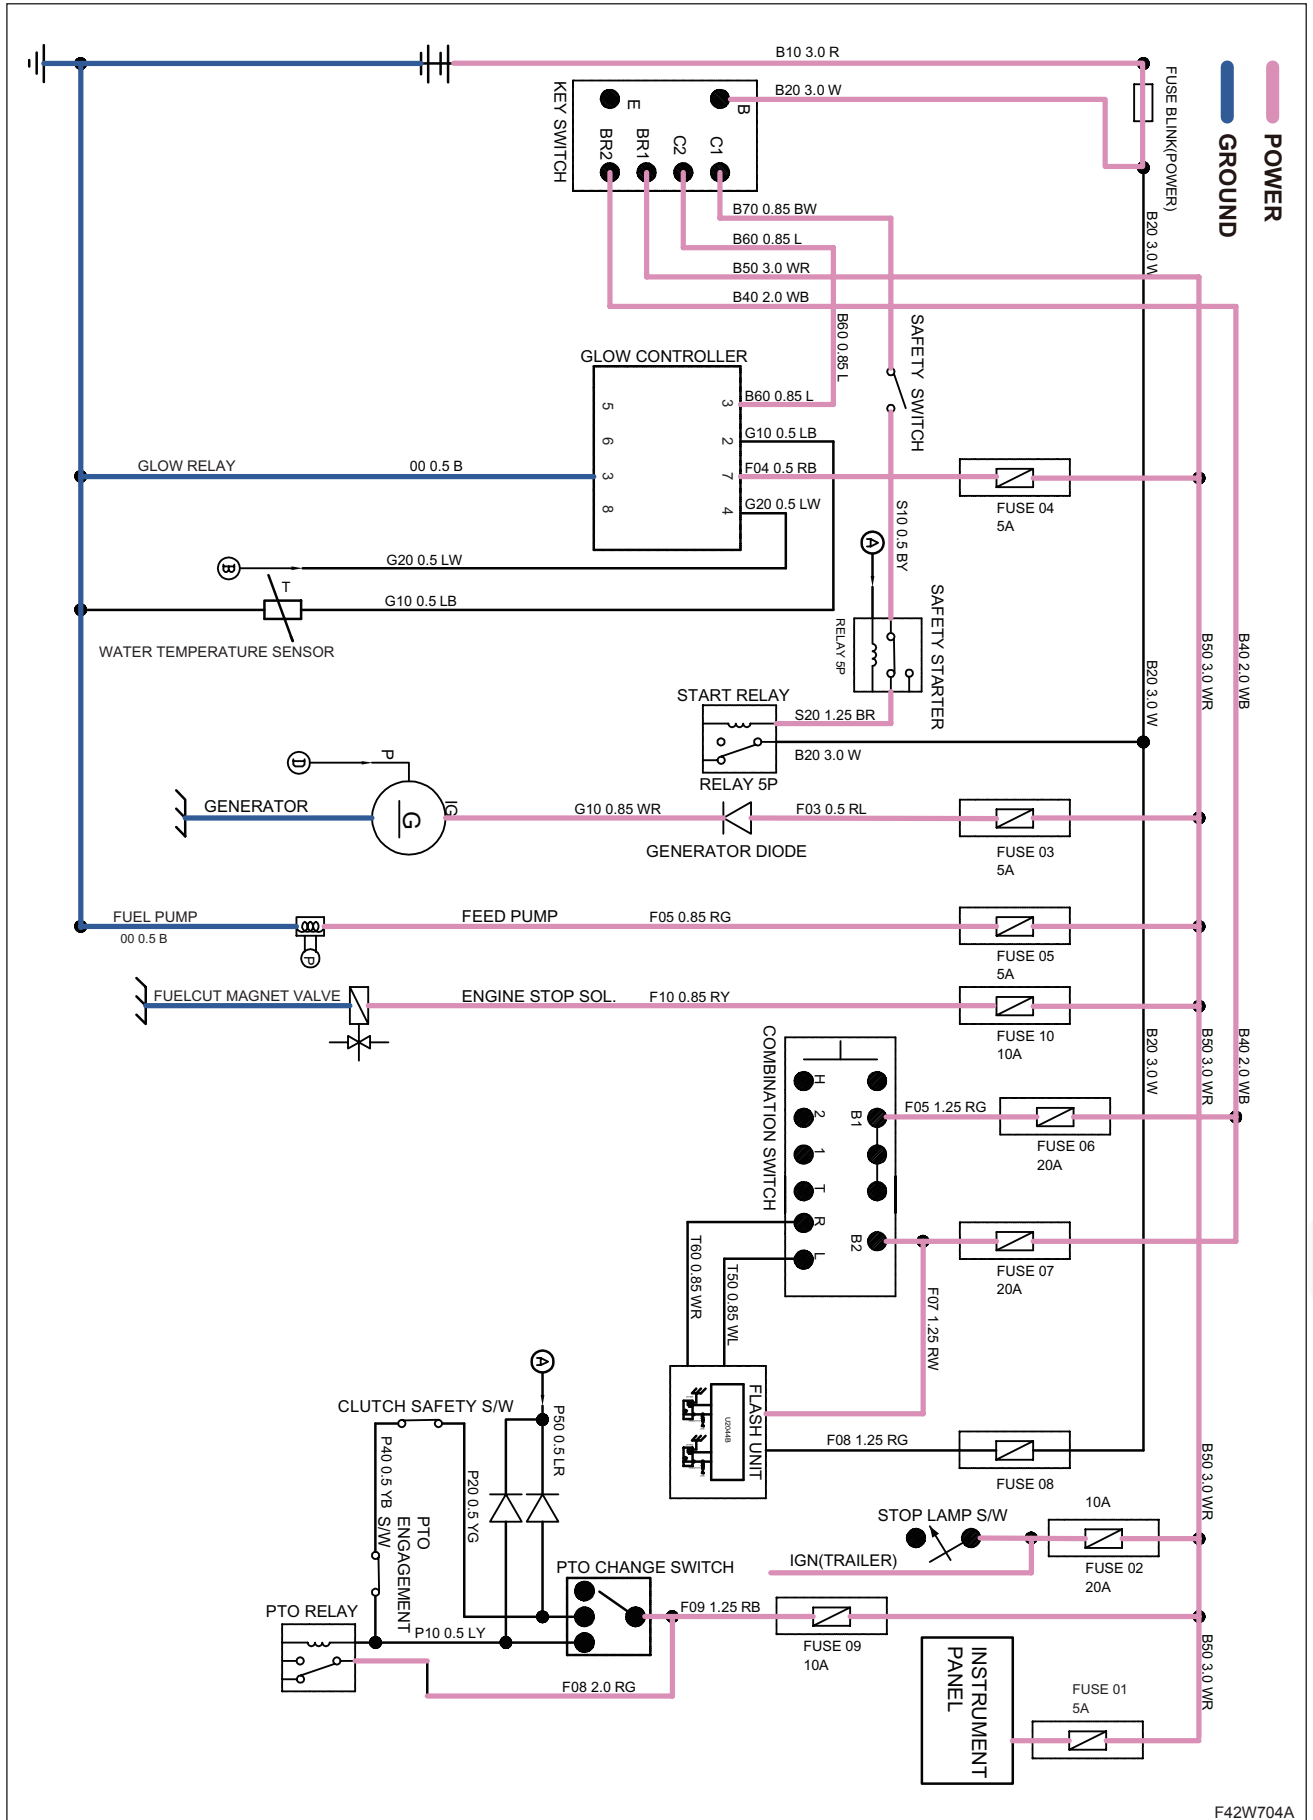 POWER
GROUND
B10 3.0 R
FUSE BLINK(POWER)
B20 3.0 W
KEY SWITCH
E
B
BR2
BR1
C2
C1
B70 0.85 BW
B60 0.85 L
B50 3.0 WR
B40 2.0 WB
B20 3.0 W
B60 0.85 L
SAFETY SWITCH
GLOW CONTROLLER
5
6
3
8
3
2
7
4
B60 0.85 L
G10 0.5 LB
F04 0.5 RB
G20 0.5 LW
GLOW RELAY
00 0.5 B
FUSE 04
5A
S10 0.5 BY
A
B
G20 0.5 LW
T
G10 0.5 LB
WATER TEMPERATURE SENSOR
SAFETY STARTER
RELAY 5P
B20 3.0 W
B50 3.0 WR
B40 2.0 WB
START RELAY
S20 1.25 BR
B20 3.0 W
RELAY 5P
D
P
GENERATOR
G
IG
G10 0.85 WR
F03 0.5 RL
GENERATOR DIODE
FUSE 03
5A
FUEL PUMP
00 0.5 B
P
FEED PUMP
F05 0.85 RG
FUSE 05
5A
FUELCUT MAGNET VALVE
ENGINE STOP SOL.
F10 0.85 RY
FUSE 10
10A
B20 3.0 W
B50 3.0 WR
B40 2.0 WB
COMBINATION SWITCH
H
2
1
T
R
L
B1
B2
F05 1.25 RG
FUSE 06
20A
FUSE 07
20A
T60 0.85 WR
T50 0.85 WL
F07 1.25 RW
FLASH UNIT
U2044B
F08 1.25 RG
FUSE 08
10A
B50 3.0 WR
A
CLUTCH SAFETY S/W
P50 0.5 LR
P40 0.5 YB
P20 0.5 YG
PTO
ENGAGEMENT
S/W
STOP LAMP S/W
IGN(TRAILER)
FUSE 02
20A
PTO CHANGE SWITCH
PTO RELAY
P10 0.5 LY
F09 1.25 RB
FUSE 09
10A
F08 2.0 RG
INSTRUMENT
PANEL
B50 3.0 WR
FUSE 01
5A
F42W704A